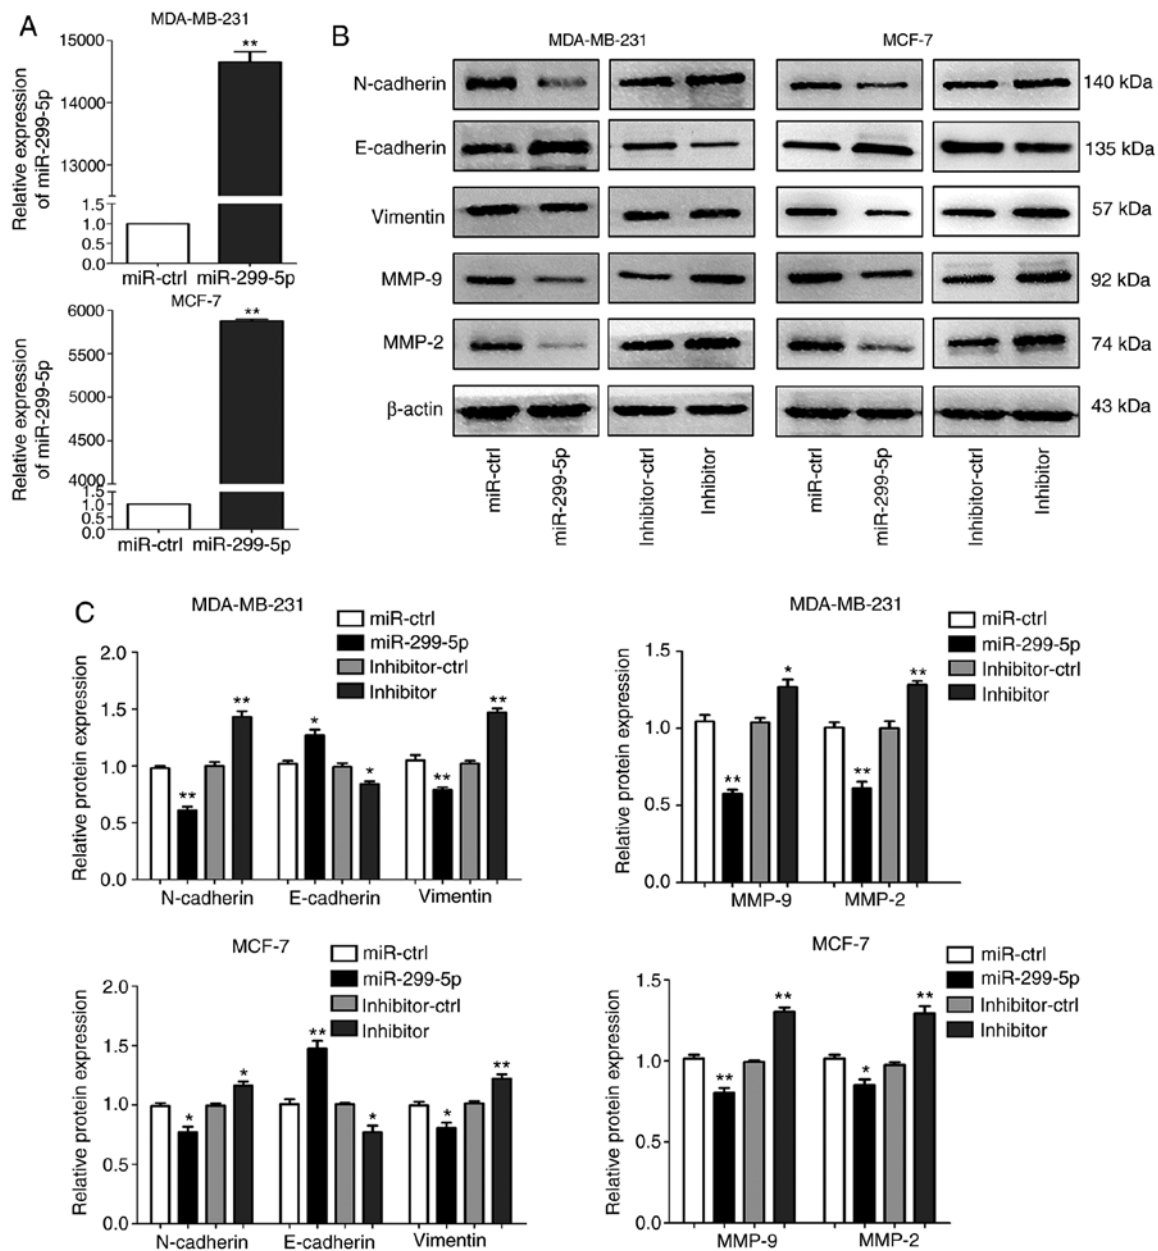 A
MDA-MB-231
Relative expression
of miR-299-5p
15000
**
14000
13000
1.5
1.0
0.5
0.0
miR-ctrl miR-299-5p
MCF-7
Relative expression
of miR-299-5p
6000
**
5500
5000
4500
4000
1.5
1.0
0.5
0.0
miR-ctrl miR-299-5p
B
MDA-MB-231 MCF-7
N-cadherin 140 kDa
E-cadherin 135 kDa
Vimentin 57 kDa
MMP-9 92 kDa
MMP-2 74 kDa
β-actin 43 kDa
miR-ctrl
miR-299-5p
Inhibitor-ctrl
Inhibitor
miR-ctrl
miR-299-5p
Inhibitor-ctrl
Inhibitor
C
MDA-MB-231
miR-ctrl
miR-299-5p
Inhibitor-ctrl
Inhibitor
Relative protein expression
2.0
1.5
1.0
0.5
0.0
** ** * * ** **
N-cadherin E-cadherin Vimentin
MDA-MB-231
miR-ctrl
miR-299-5p
Inhibitor-ctrl
Inhibitor
Relative protein expression
1.5
1.0
0.5
0.0
** * ** **
MMP-9 MMP-2
MCF-7
miR-ctrl
miR-299-5p
Inhibitor-ctrl
Inhibitor
Relative protein expression
2.0
1.5
1.0
0.5
0.0
* * ** * * **
N-cadherin E-cadherin Vimentin
MCF-7
miR-ctrl
miR-299-5p
Inhibitor-ctrl
Inhibitor
Relative protein expression
1.5
1.0
0.5
0.0
** ** * **
MMP-9 MMP-2